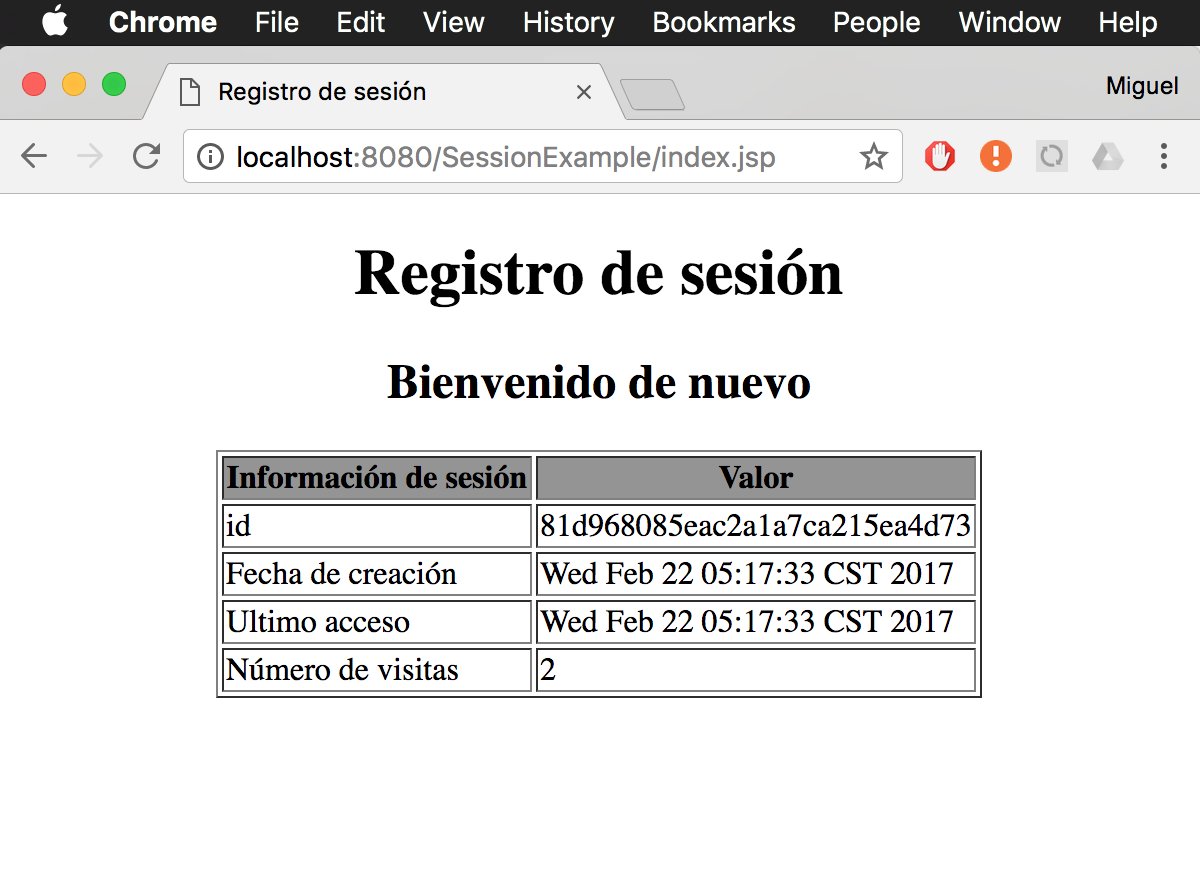 Chrome File Edit View History Bookmarks People Window Help
Registro de sesión Miguel
localhost:8080/SessionExample/index.jsp
Registro de sesión
Bienvenido de nuevo
Información de sesión Valor
id 81d968085eac2a1a7ca215ea4d73
Fecha de creación Wed Feb 22 05:17:33 CST 2017
Ultimo acceso Wed Feb 22 05:17:33 CST 2017
Número de visitas 2